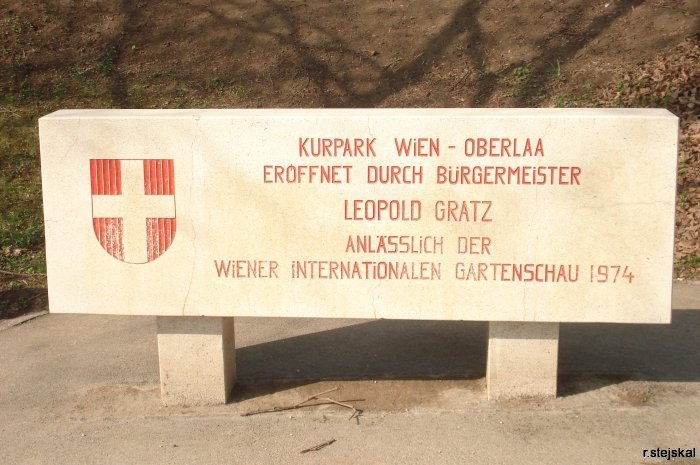 KURPARK WiEN - OBERLAA
ERÖFFNET DURCH BÜRGERMEiSTER
LEOPOLD GRATZ
ANLÄSSLiCH DER
WiENER iNTERNATiONALEN GARTENSCHAU 1974
r.stejskal